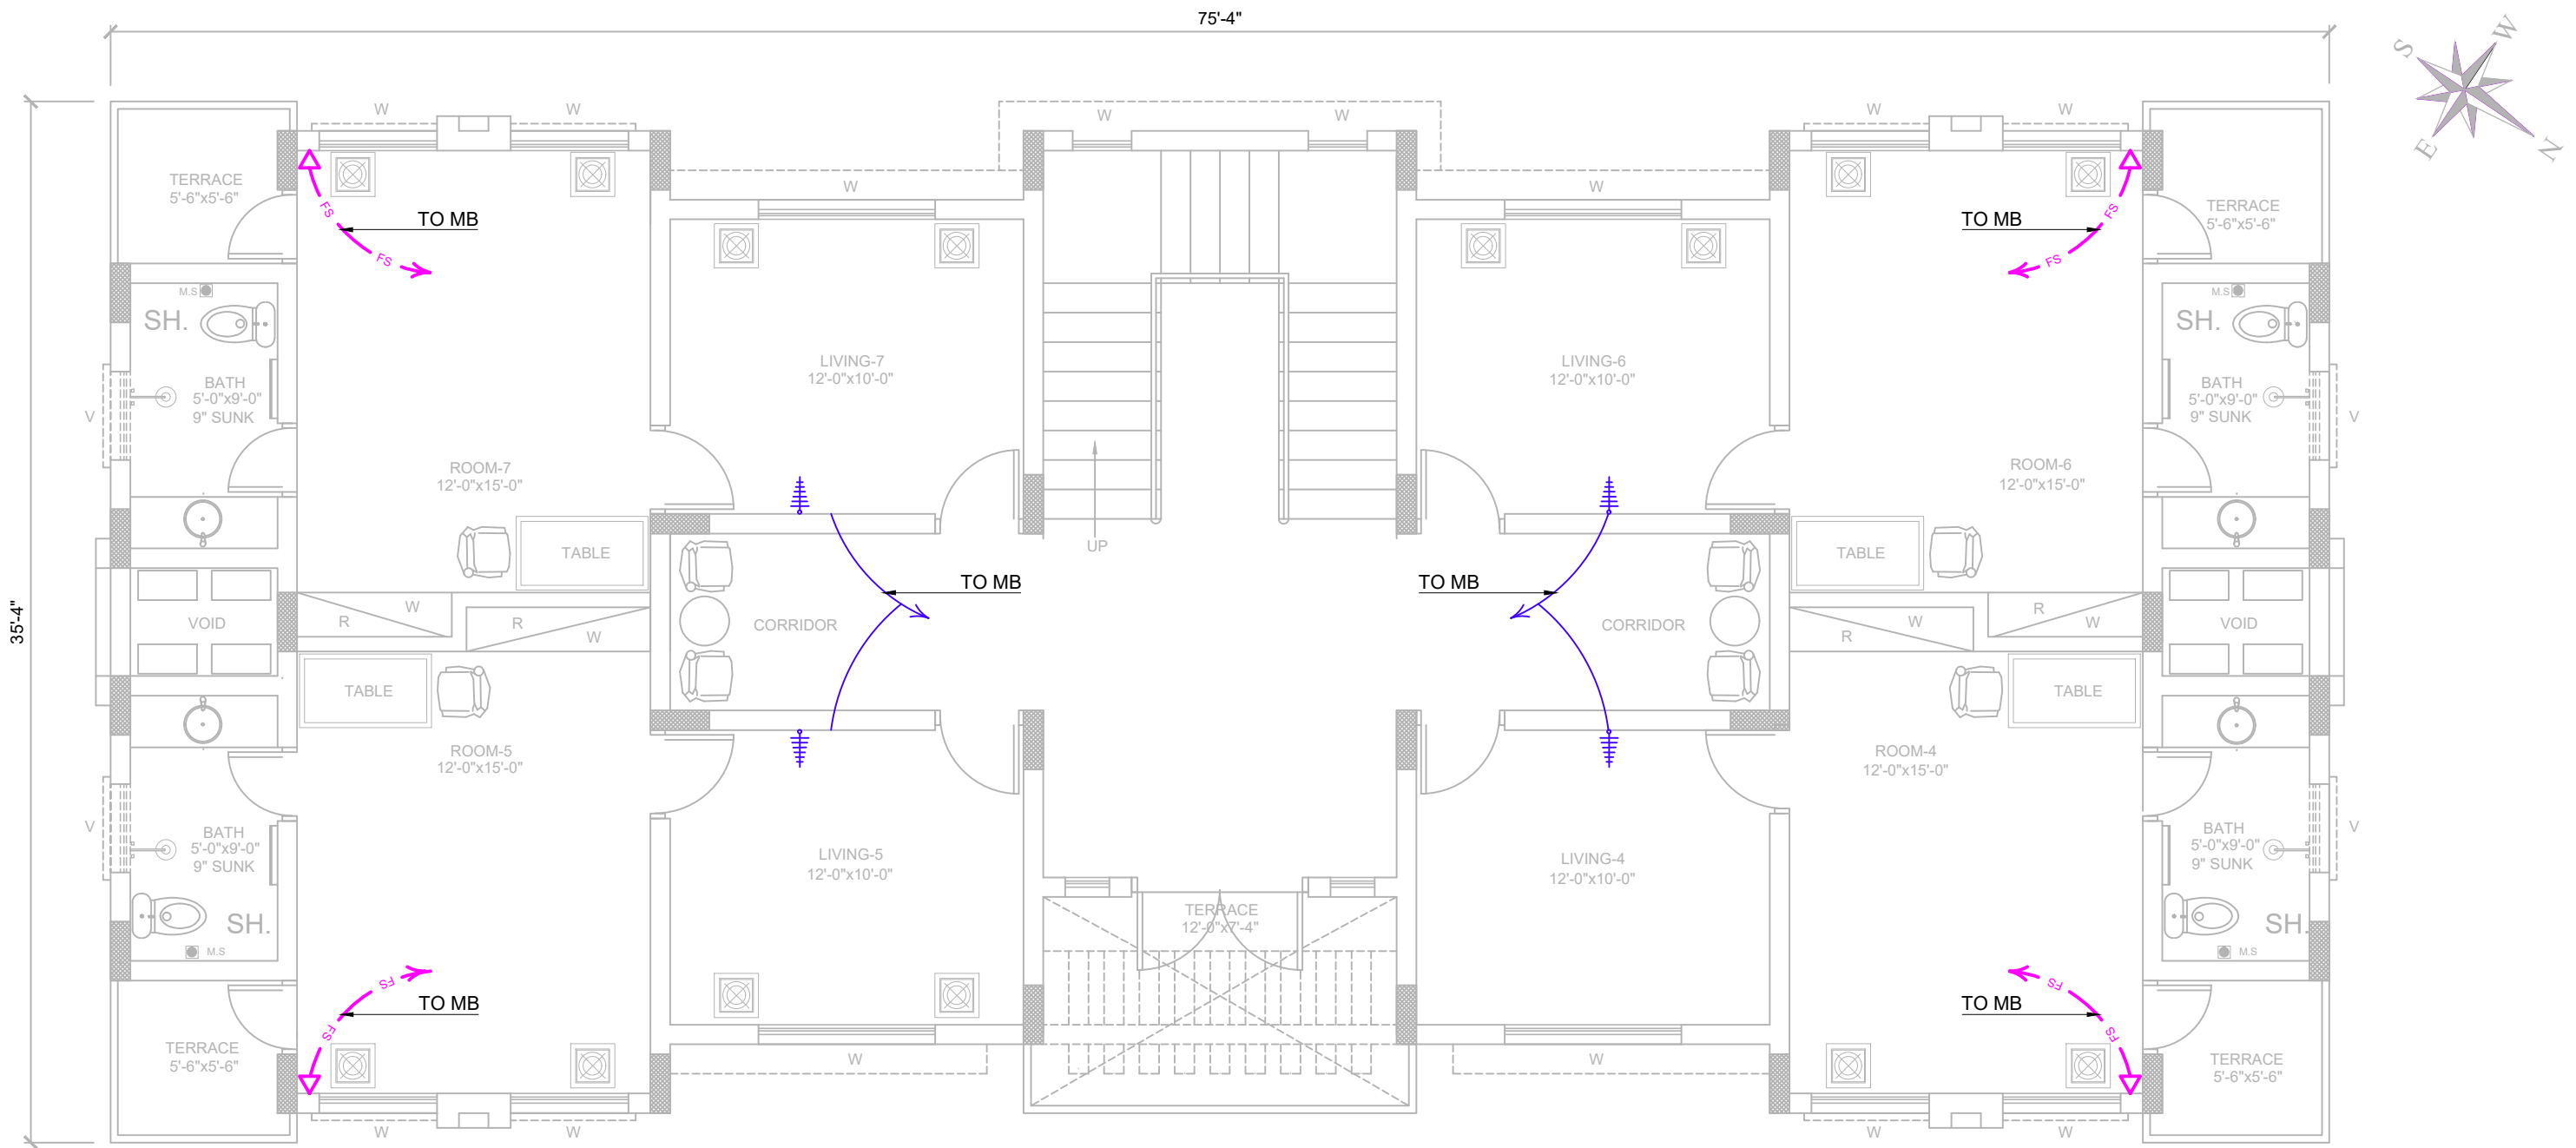 75'-4"
S
W
E
N
35'-4"
W
W
W
W
W
W
TERRACE
5'-6"x5'-6"
W
W
TERRACE
5'-6"x5'-6"
FS
FS
TO MB
TO MB
FS
FS
M.S
SH.
M.S
SH.
BATH
5'-0"x9'-0"
9" SUNK
V
LIVING-7
12'-0"x10'-0"
LIVING-6
12'-0"x10'-0"
BATH
5'-0"x9'-0"
9" SUNK
V
ROOM-7
12'-0"x15'-0"
ROOM-6
12'-0"x15'-0"
UP
TABLE
TABLE
TO MB
TO MB
VOID
R
W
R
W
CORRIDOR
CORRIDOR
R
W
R
W
VOID
TABLE
TABLE
ROOM-5
12'-0"x15'-0"
ROOM-4
12'-0"x15'-0"
V
BATH
5'-0"x9'-0"
9" SUNK
LIVING-5
12'-0"x10'-0"
LIVING-4
12'-0"x10'-0"
BATH
5'-0"x9'-0"
9" SUNK
V
SH.
M.S
TERRACE
12'-0"x7'-4"
SH.
M.S
FS
FS
TO MB
TO MB
FS
FS
TERRACE
5'-6"x5'-6"
W
W
TERRACE
5'-6"x5'-6"
W
W
W
W